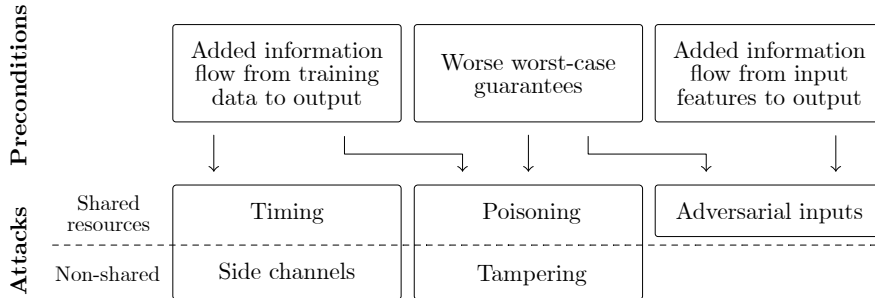 Preconditions
Added information
flow from training
data to output
Worse worst-case
guarantees
Added information
flow from input
features to output
Attacks
Shared
resources
Timing
Poisoning
Adversarial inputs
Non-shared
Side channels
Tampering